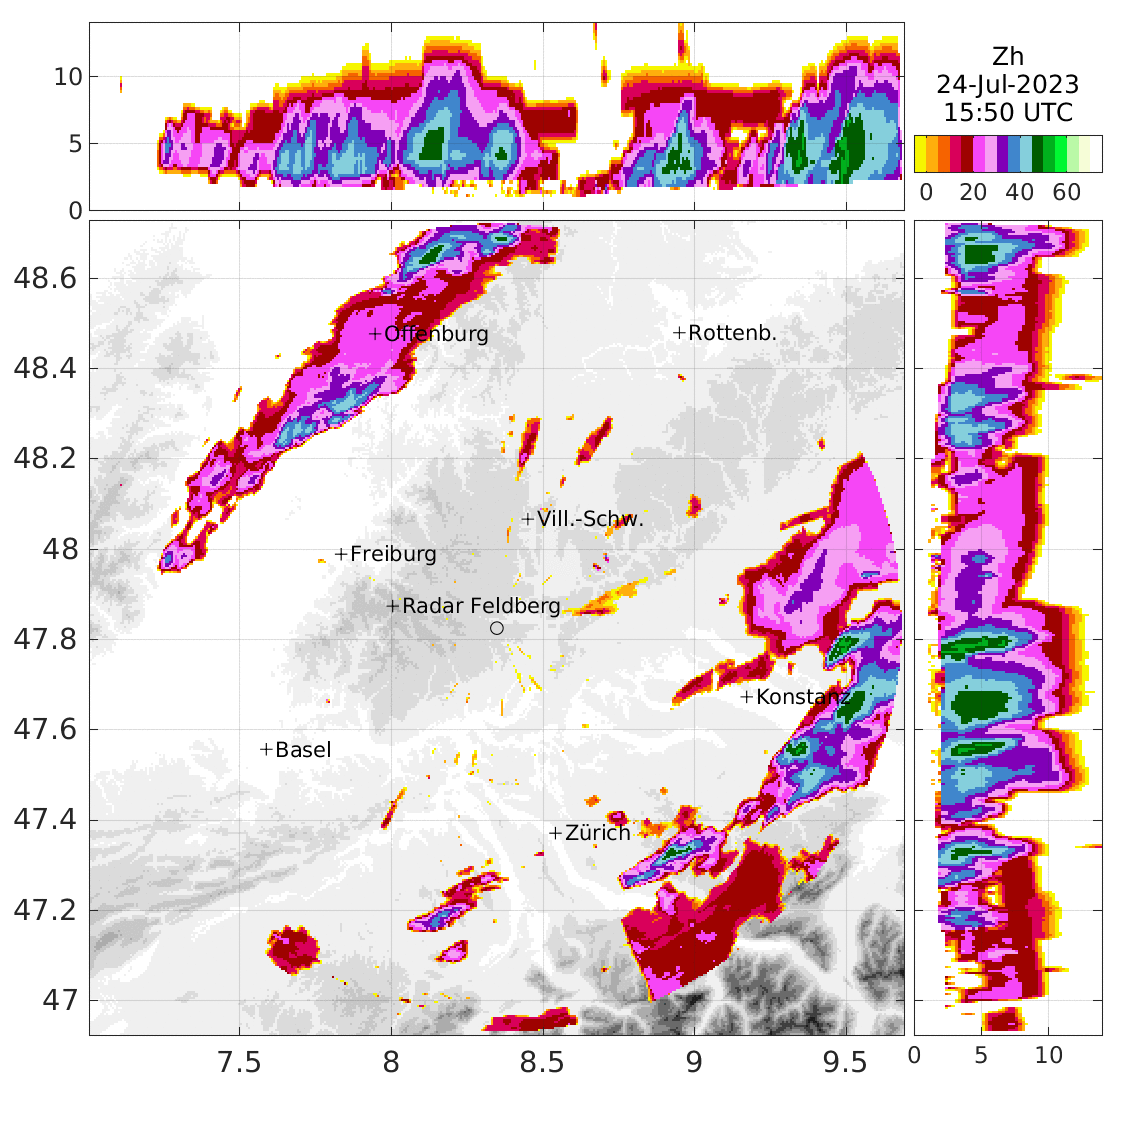 10
5
0
Zh
24-Jul-2023
15:50 UTC
0 20 40 60
48.6
48.4
48.2
48
47.8
47.6
47.4
47.2
47
+Offenburg
+Rottenb.
+Vill.-Schw.
+Freiburg
+Radar Feldberg
+Konstanz
+Basel
+Zürich
7.5 8 8.5 9 9.5
0 5 10